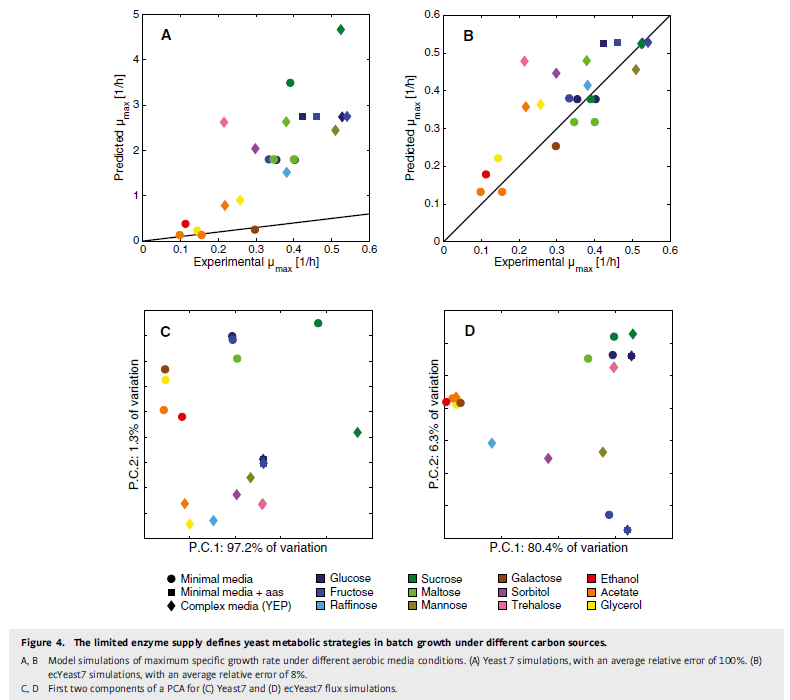 A
5
4
3
2
1
0
0 0.1 0.2 0.3 0.4 0.5 0.6
Predicted μmax [1/h]
Experimental μmax [1/h]
B
0.6
0.5
0.4
0.3
0.2
0.1
0
0 0.1 0.2 0.3 0.4 0.5 0.6
Predicted μmax [1/h]
Experimental μmax [1/h]
C
P.C.2: 1.3% of variation
P.C.1: 97.2% of variation
D
P.C.2: 6.3% of variation
P.C.1: 80.4% of variation
Minimal media
Minimal media + aas
Complex media (YEP)
Glucose
Fructose
Raffinose
Sucrose
Maltose
Mannose
Galactose
Sorbitol
Trehalose
Ethanol
Acetate
Glycerol
Figure 4. The limited enzyme supply defines yeast metabolic strategies in batch growth under different carbon sources.
A, B Model simulations of maximum specific growth rate under different aerobic media conditions. (A) Yeast 7 simulations, with an average relative error of 100%. (B)
ecYeast7 simulations, with an average relative error of 8%.
C, D First two components of a PCA for (C) Yeast7 and (D) ecYeast7 flux simulations.